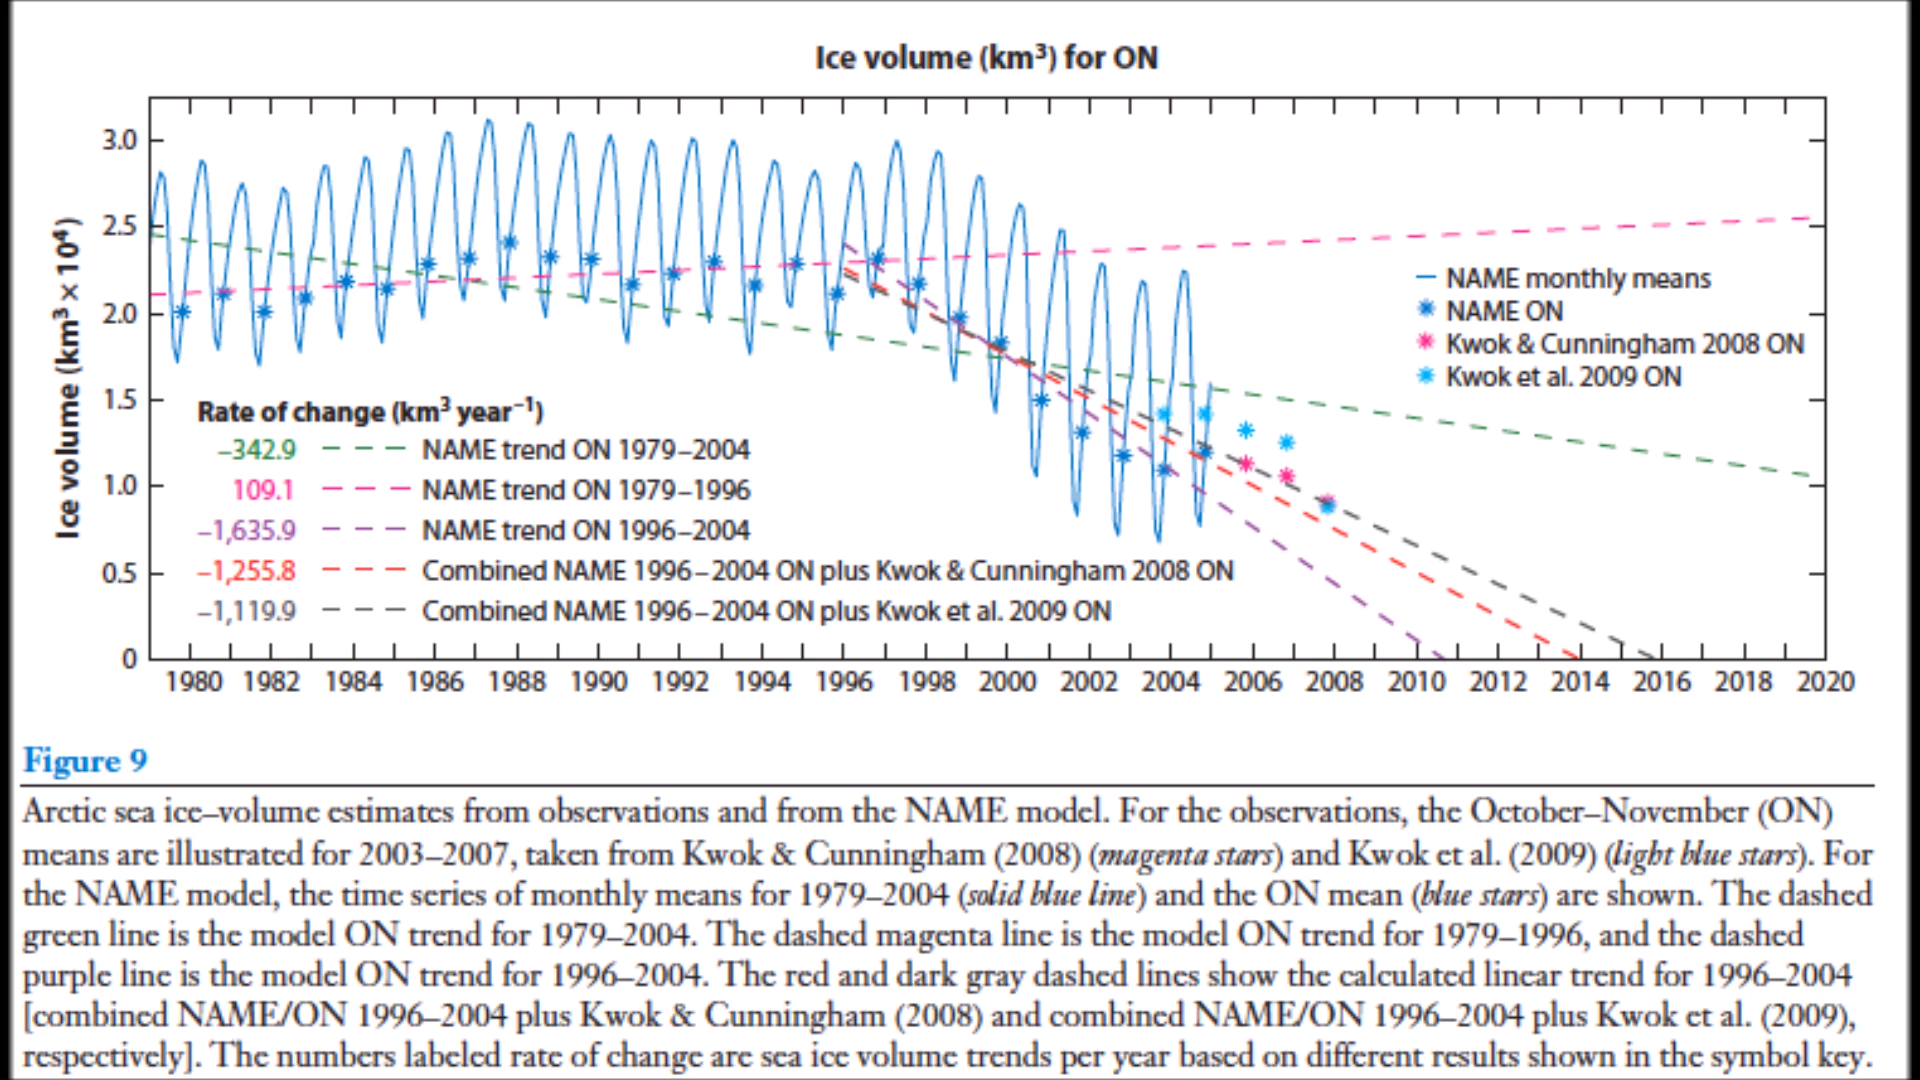 Ice volume (km³) for ON
Ice volume (km³ × 10⁴)
3.0
2.5
2.0
1.5
1.0
0.5
0
NAME monthly means
NAME ON
Kwok & Cunningham 2008 ON
Kwok et al. 2009 ON
Rate of change (km³ year⁻¹)
–342.9 NAME trend ON 1979–2004
109.1 NAME trend ON 1979–1996
–1,635.9 NAME trend ON 1996–2004
–1,255.8 Combined NAME 1996–2004 ON plus Kwok & Cunningham 2008 ON
–1,119.9 Combined NAME 1996–2004 ON plus Kwok et al. 2009 ON
1980 1982 1984 1986 1988 1990 1992 1994 1996 1998 2000 2002 2004 2006 2008 2010 2012 2014 2016 2018 2020
Figure 9
Arctic sea ice–volume estimates from observations and from the NAME model. For the observations, the October–November (ON)
means are illustrated for 2003–2007, taken from Kwok & Cunningham (2008) (magenta stars) and Kwok et al. (2009) (light blue stars). For
the NAME model, the time series of monthly means for 1979–2004 (solid blue line) and the ON mean (blue stars) are shown. The dashed
green line is the model ON trend for 1979–2004. The dashed magenta line is the model ON trend for 1979–1996, and the dashed
purple line is the model ON trend for 1996–2004. The red and dark gray dashed lines show the calculated linear trend for 1996–2004
[combined NAME/ON 1996–2004 plus Kwok & Cunningham (2008) and combined NAME/ON 1996–2004 plus Kwok et al. (2009),
respectively]. The numbers labeled rate of change are sea ice volume trends per year based on different results shown in the symbol key.